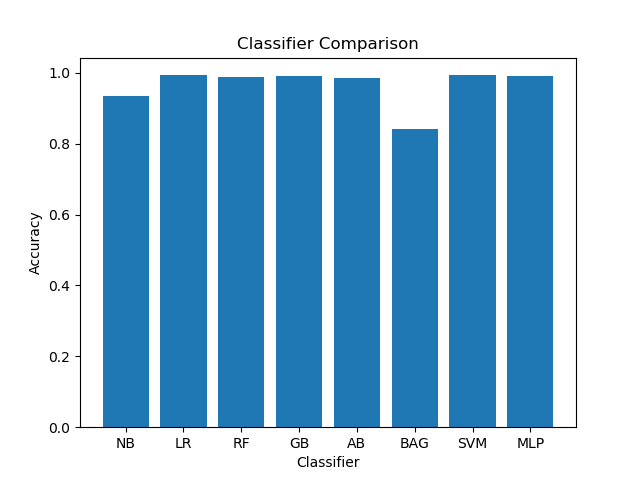 Classifier Comparison
1.0
0.8
0.6
0.4
0.2
0.0
Accuracy
NB LR RF GB AB BAG SVM MLP
Classifier